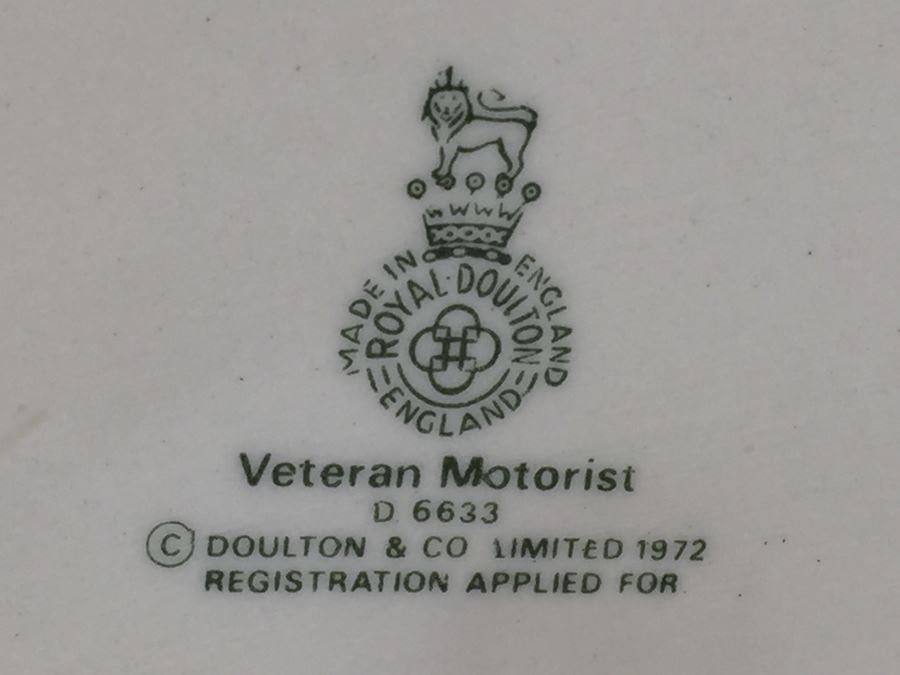 MADE IN ENGLAND
ROYAL·DOULTON
ENGLAND
Veteran Motorist
D 6633
© DOULTON & CO LIMITED 1972
REGISTRATION APPLIED FOR